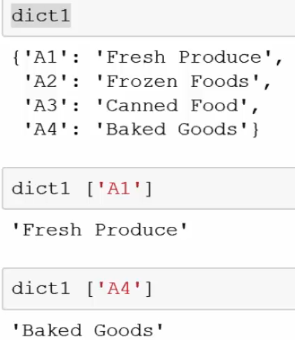 dict1
{'A1': 'Fresh Produce',
 'A2': 'Frozen Foods',
 'A3': 'Canned Food',
 'A4': 'Baked Goods'}
dict1 ['A1']
'Fresh Produce'
dict1 ['A4']
'Baked Goods'